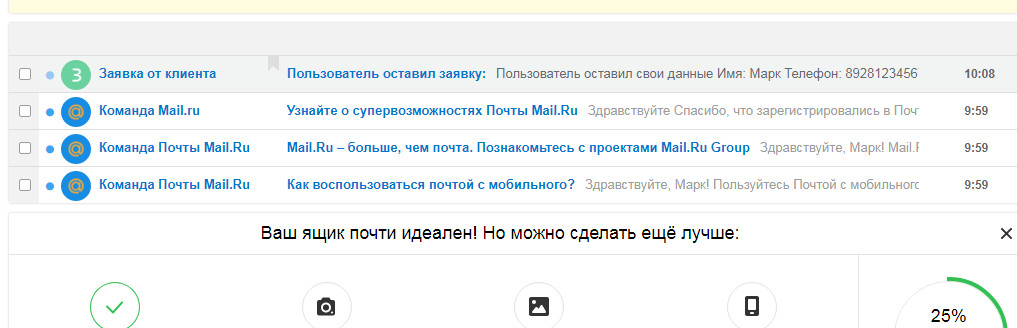 З Заявка от клиента Пользователь оставил заявку: Пользователь оставил свои данные Имя: Марк Телефон: 8928123456 10:08
@ Команда Mail.ru Узнайте о супервозможностях Почты Mail.Ru Здравствуйте Спасибо, что зарегистрировались в Поч 9:59
@ Команда Почты Mail.Ru Mail.Ru – больше, чем почта. Познакомьтесь с проектами Mail.Ru Group Здравствуйте, Марк! Mail.R 9:59
@ Команда Почты Mail.Ru Как воспользоваться почтой с мобильного? Здравствуйте, Марк! Пользуйтесь Почтой с мобильног 9:59
Ваш ящик почти идеален! Но можно сделать ещё лучше:
25%